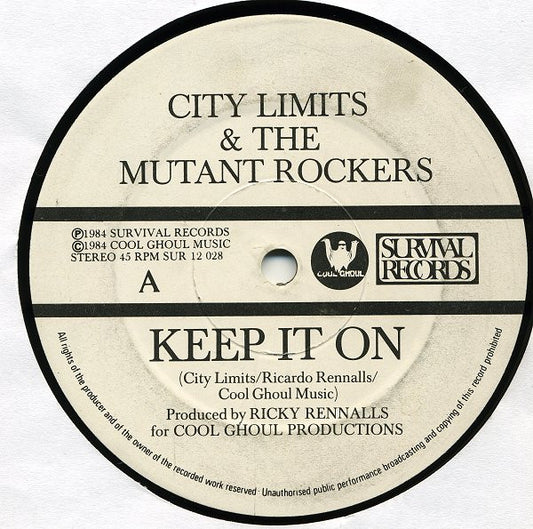 CITY LIMITS
& THE
MUTANT ROCKERS
Ⓟ1984 SURVIVAL RECORDS
©1984 COOL GHOUL MUSIC
STEREO 45 RPM SUR 12 028
A
COOL GHOUL
SURVIVAL
RECORDS
KEEP IT ON
(City Limits/Ricardo Rennalls/
Cool Ghoul Music)
Produced by RICKY RENNALLS
for COOL GHOUL PRODUCTIONS
All rights of the producer and of the owner of the recorded work reserved · Unauthorised public performance broadcasting and copying of this record prohibited